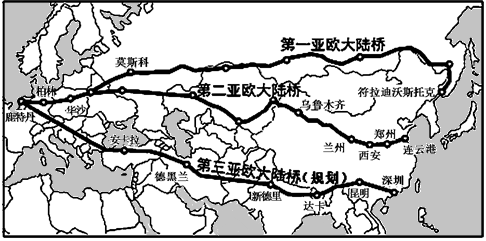 第一亚欧大陆桥
莫斯科
柏林
第二亚欧大陆桥
符拉迪沃斯托克
鹿特丹
华沙
乌鲁木齐
安卡拉
兰州
西安
郑州
连云港
德黑兰
第三亚欧大陆桥(规划)
新德里
达卡
昆明
深圳